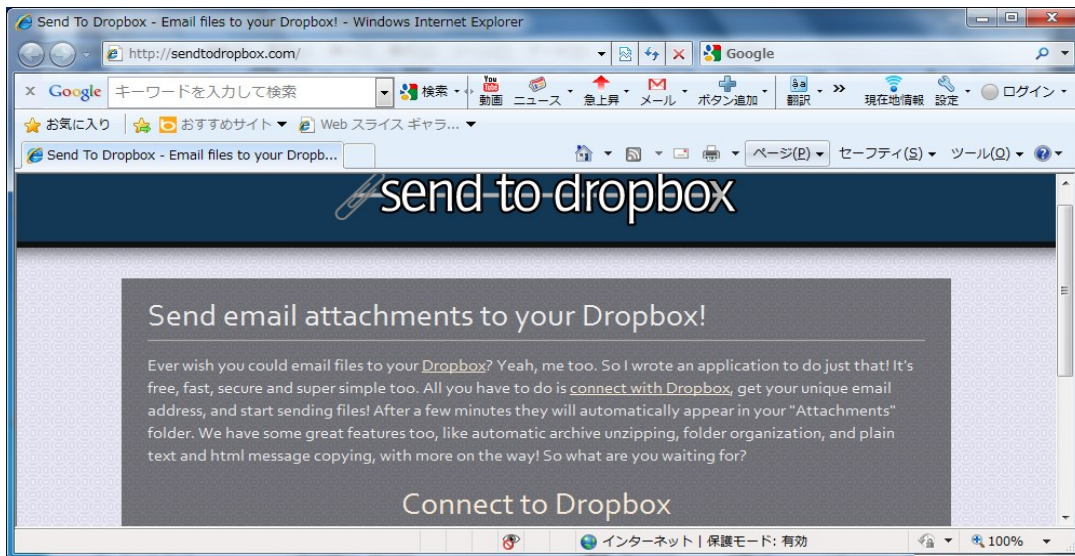 Send To Dropbox - Email files to your Dropbox! - Windows Internet Explorer
http://sendtodropbox.com/ Google
x Google キーワードを入力して検索 検索 You Tube 動画 ニュース 急上昇 メール ボタン追加 翻訳 » 現在地情報 設定 ログイン
お気に入り おすすめサイト Web スライス ギャラ...
Send To Dropbox - Email files to your Dropb... ページ(P) セーフティ(S) ツール(O)
send-to-dropbox
Send email attachments to your Dropbox!
Ever wish you could email files to your Dropbox? Yeah, me too. So I wrote an application to do just that! It's
free, fast, secure and super simple too. All you have to do is connect with Dropbox, get your unique email
address, and start sending files! After a few minutes they will automatically appear in your "Attachments"
folder. We have some great features too, like automatic archive unzipping, folder organization, and plain
text and html message copying, with more on the way! So what are you waiting for?
Connect to Dropbox
インターネット | 保護モード: 有効 100%